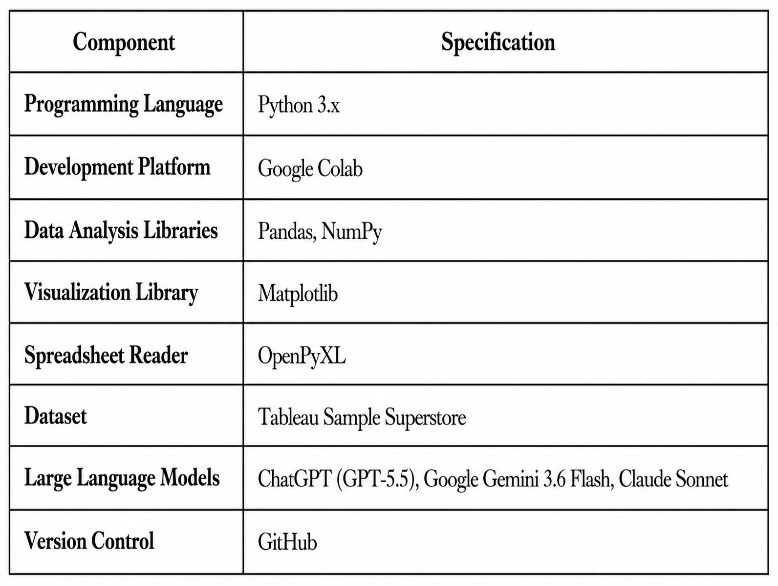 Component Specification
Programming Language Python 3.x
Development Platform Google Colab
Data Analysis Libraries Pandas, NumPy
Visualization Library Matplotlib
Spreadsheet Reader OpenPyXL
Dataset Tableau Sample Superstore
Large Language Models ChatGPT (GPT-5.5), Google Gemini 3.6 Flash, Claude Sonnet
Version Control GitHub